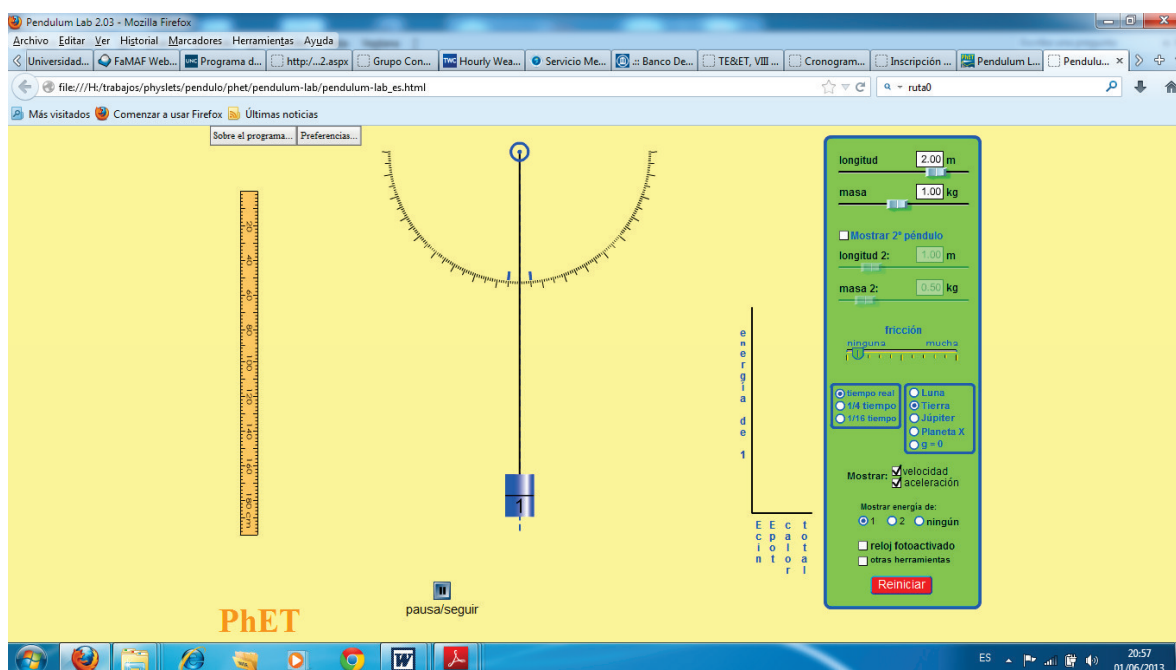 Pendulum Lab 2.03 - Mozilla Firefox
Archivo Editar Ver Historial Marcadores Herramientas Ayuda
Universidad... FaMAF Web... Programa d... http:/...2.aspx Grupo Con... Hourly Wea... Servicio Me... .:: Banco De... TE&ET, VIII ... Cronogram... Inscripción ... Pendulum L... Pendulu...
file:///H:/trabajos/physlets/pendulo/phet/pendulum-lab/pendulum-lab_es.html ruta0
Más visitados Comenzar a usar Firefox Últimas noticias
Sobre el programa... Preferencias...
longitud 2.00 m
masa 1.00 kg
Mostrar 2º péndulo
longitud 2: 1.00 m
masa 2: 0.50 kg
fricción
ninguna mucha
tiempo real
1/4 tiempo
1/16 tiempo
Luna
Tierra
Júpiter
Planeta X
g = 0
Mostrar: velocidad
aceleración
Mostrar energía de:
1 2 ningún
reloj fotoactivado
otras herramientas
Reiniciar
20 40 60 80 100 120 140 160 180 cm
1
energía de 1
Ecin Epot calor total
pausa/seguir
PhET
ES 20:57